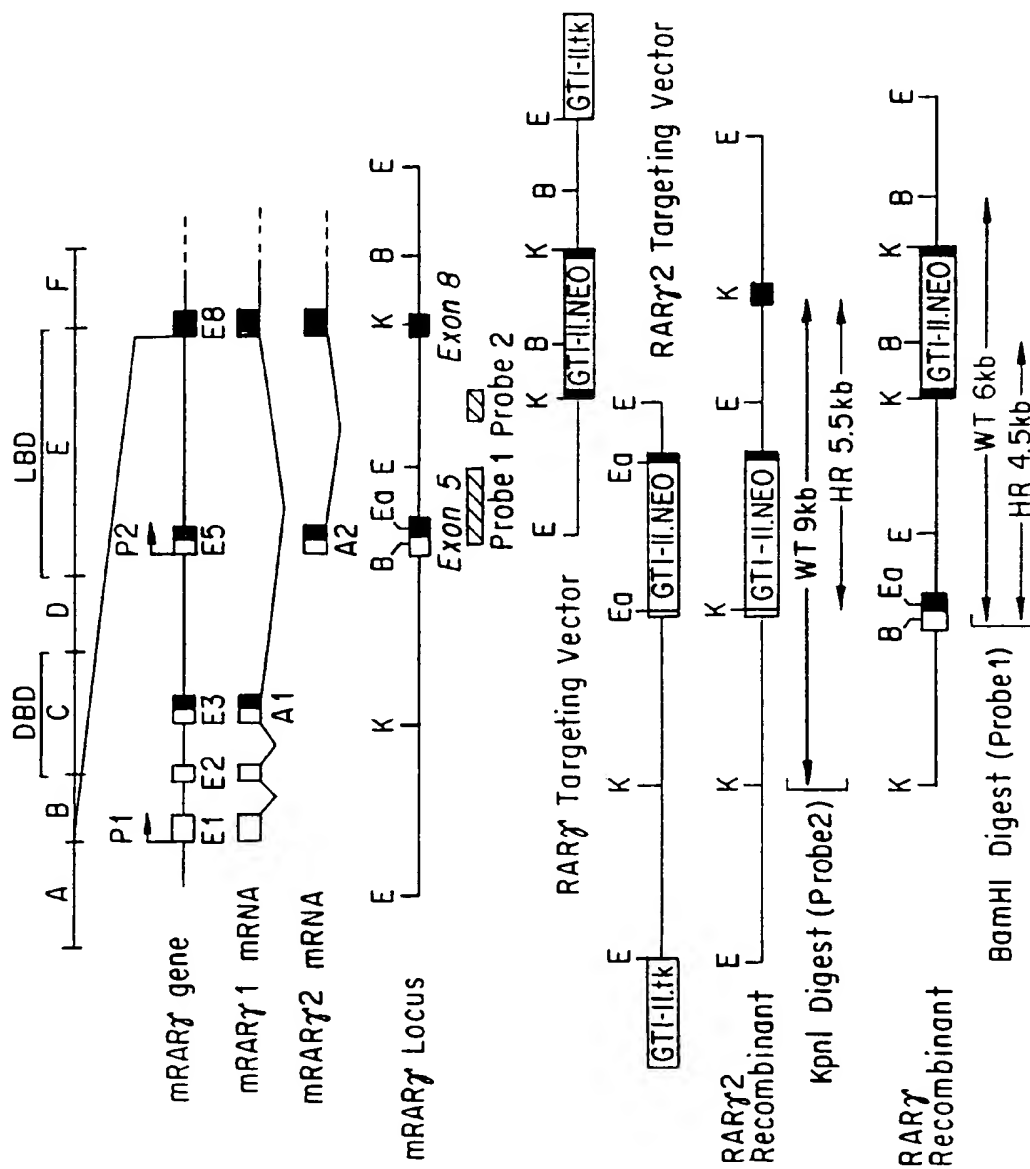 DBD LBD
A B C D E F
P1 P2
mRARγ gene
E1 E2 E3 E5 E8
mRARγ1 mRNA
A1
mRARγ2 mRNA
A2
B Ea
mRARγ Locus
E K E K B E
Exon 5 Exon 8
Probe1 Probe 2
E K B K B E
GTI-II.NEO GTI-II.tk
RARγ Targeting Vector
E K Ea Ea E
GTI-II.tk GTI-II.NEO
RARγ2 Targeting Vector
RARγ2
Recombinant
E K K E K E
GTI-II.NEO
KpnI Digest (Probe2)
WT 9kb
HR 5.5kb
RARγ
Recombinant
K B Ea E K B K B E
GTI-II.NEO
BamHI Digest (Probe1)
WT 6kb
HR 4.5kb